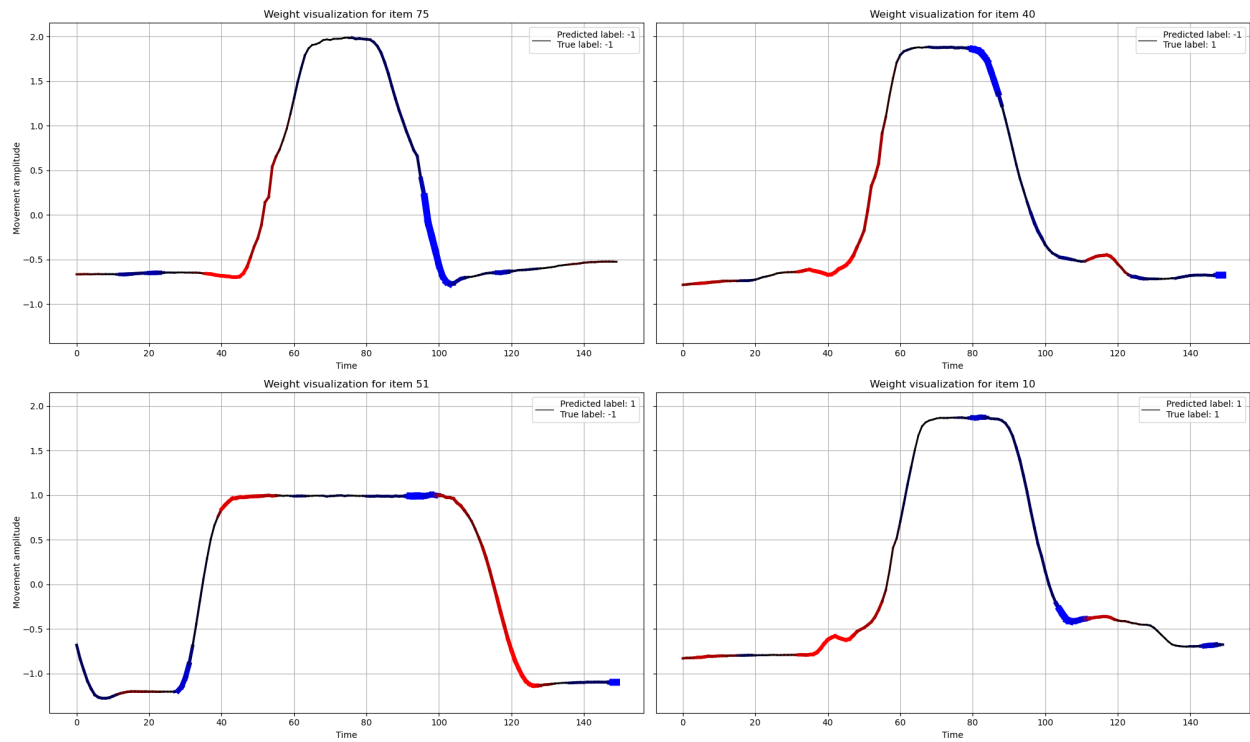 Weight visualization for item 75
Predicted label: -1
True label: -1
Movement amplitude
2.0
1.5
1.0
0.5
0.0
−0.5
−1.0
0 20 40 60 80 100 120 140
Time
Weight visualization for item 40
Predicted label: -1
True label: 1
0 20 40 60 80 100 120 140
Time
Weight visualization for item 51
Predicted label: 1
True label: -1
Movement amplitude
2.0
1.5
1.0
0.5
0.0
−0.5
−1.0
0 20 40 60 80 100 120 140
Time
Weight visualization for item 10
Predicted label: 1
True label: 1
0 20 40 60 80 100 120 140
Time